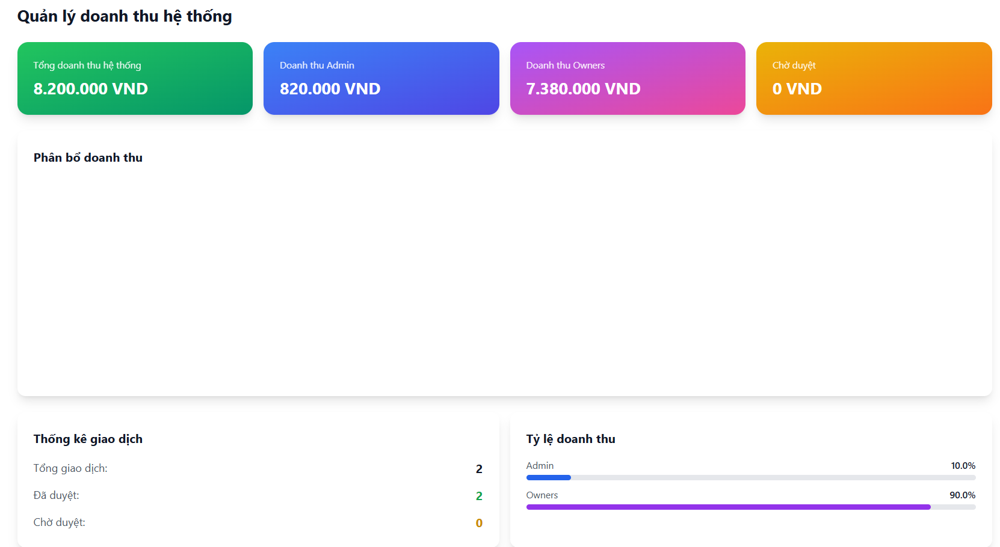 Quản lý doanh thu hệ thống
Tổng doanh thu hệ thống
8.200.000 VND
Doanh thu Admin
820.000 VND
Doanh thu Owners
7.380.000 VND
Chờ duyệt
0 VND
Phân bổ doanh thu
Thống kê giao dịch
Tổng giao dịch: 2
Đã duyệt: 2
Chờ duyệt: 0
Tỷ lệ doanh thu
Admin 10.0%
Owners 90.0%